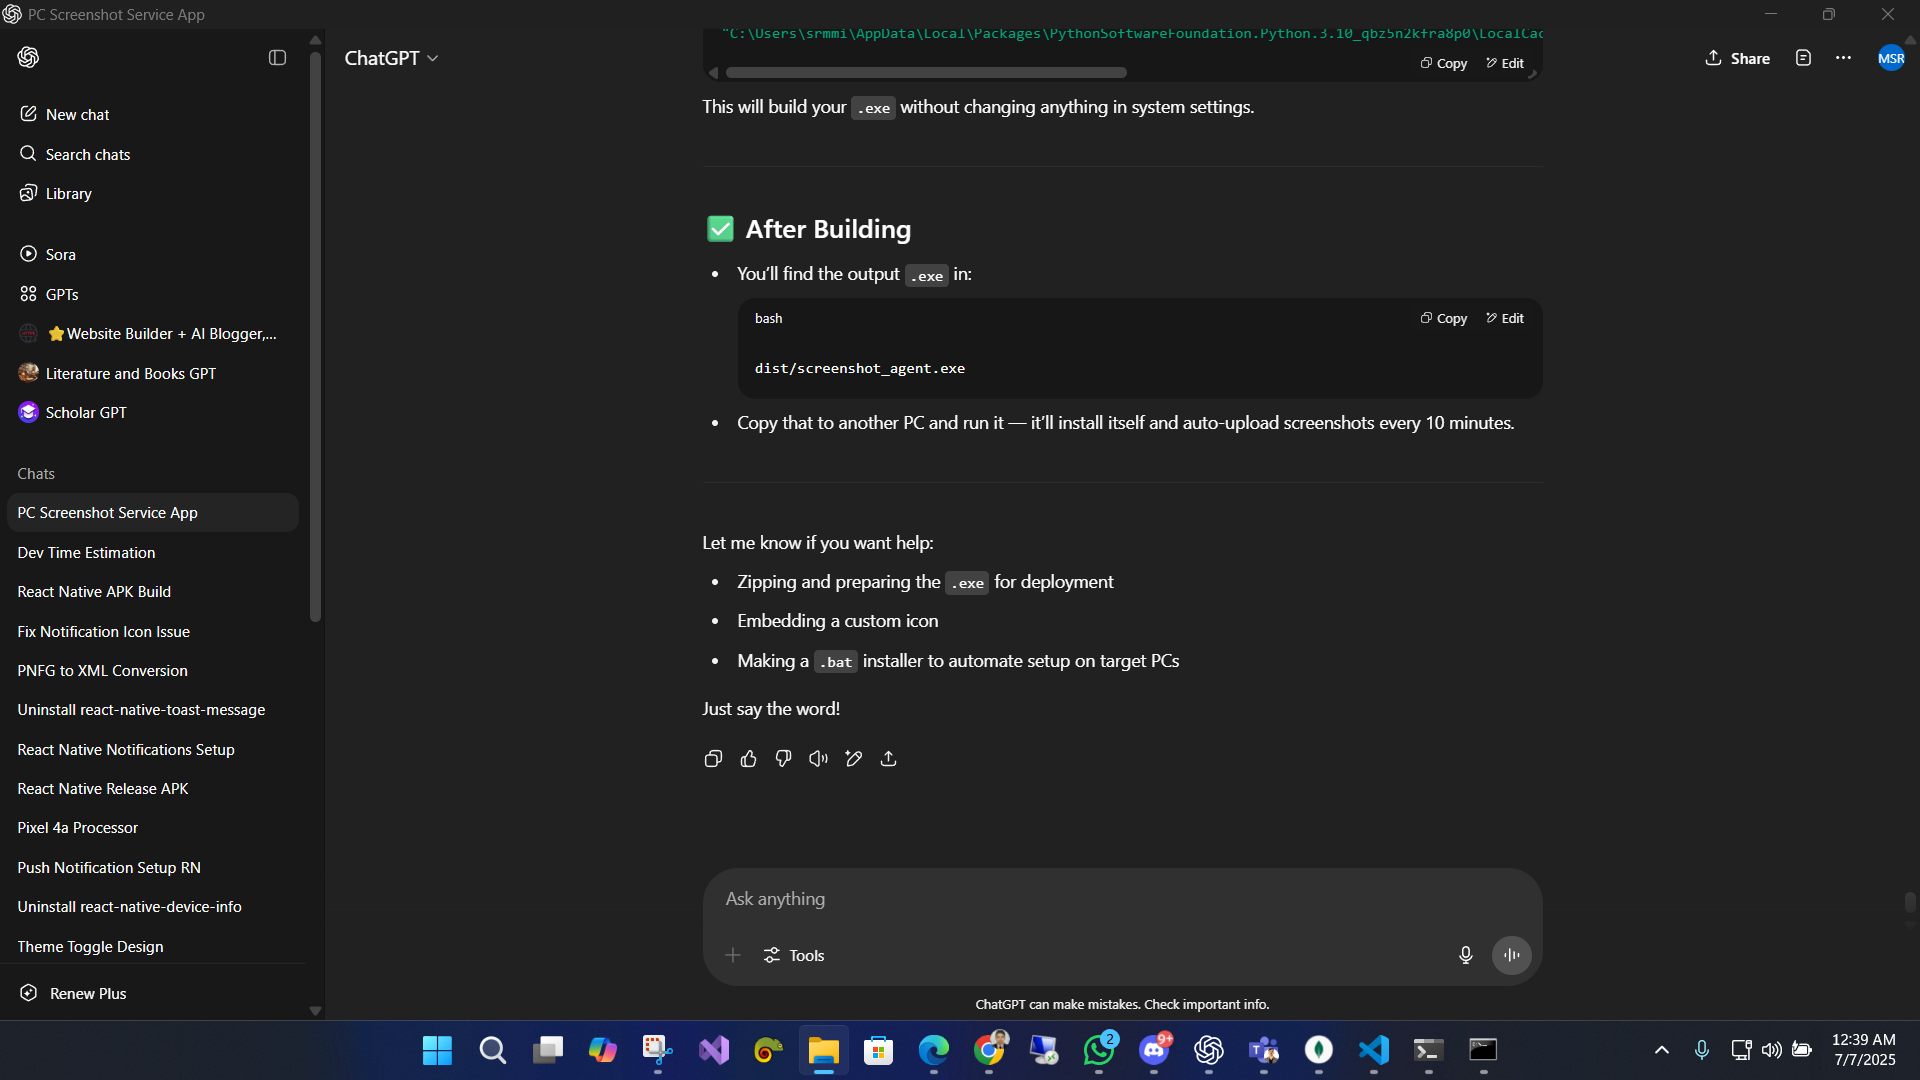 PC Screenshot Service App
ChatGPT
Share
MSR
New chat
Search chats
Library
Sora
GPTs
⭐Website Builder + AI Blogger,...
Literature and Books GPT
Scholar GPT
Chats
PC Screenshot Service App
Dev Time Estimation
React Native APK Build
Fix Notification Icon Issue
PNFG to XML Conversion
Uninstall react-native-toast-message
React Native Notifications Setup
React Native Release APK
Pixel 4a Processor
Push Notification Setup RN
Uninstall react-native-device-info
Theme Toggle Design
Renew Plus
"C:\Users\srmmi\AppData\Local\Packages\PythonSoftwareFoundation.Python.3.10_qbz5n2kfra8p0\LocalCac
Copy Edit
This will build your .exe without changing anything in system settings.
✅ After Building
• You'll find the output .exe in:
bash
Copy Edit
dist/screenshot_agent.exe
• Copy that to another PC and run it — it'll install itself and auto-upload screenshots every 10 minutes.
Let me know if you want help:
• Zipping and preparing the .exe for deployment
• Embedding a custom icon
• Making a .bat installer to automate setup on target PCs
Just say the word!
Ask anything
Tools
ChatGPT can make mistakes. Check important info.
2
9+
12:39 AM
7/7/2025